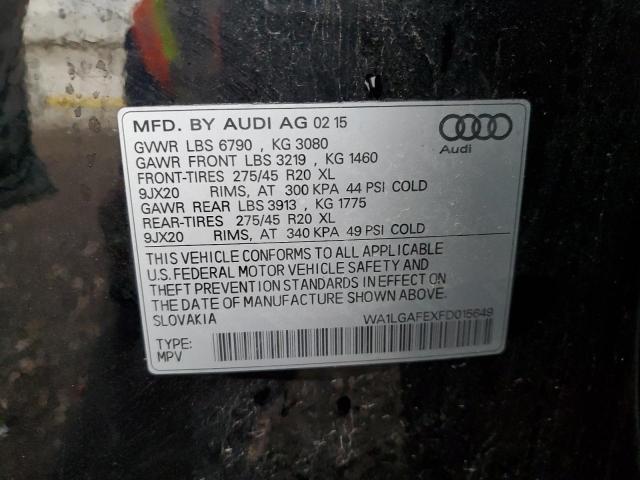 MFD. BY AUDI AG 02 15
GVWR LBS 6790 , KG 3080
GAWR FRONT LBS 3219 , KG 1460
FRONT-TIRES 275/45 R20 XL
9JX20 RIMS, AT 300 KPA 44 PSI COLD
GAWR REAR LBS 3913 , KG 1775
REAR-TIRES 275/45 R20 XL
9JX20 RIMS, AT 340 KPA 49 PSI COLD
Audi
THIS VEHICLE CONFORMS TO ALL APPLICABLE
U.S. FEDERAL MOTOR VEHICLE SAFETY AND
THEFT PREVENTION STANDARDS IN EFFECT ON
THE DATE OF MANUFACTURE SHOWN ABOVE.
SLOVAKIA
WA1LGAFEXFD015649
TYPE:
MPV